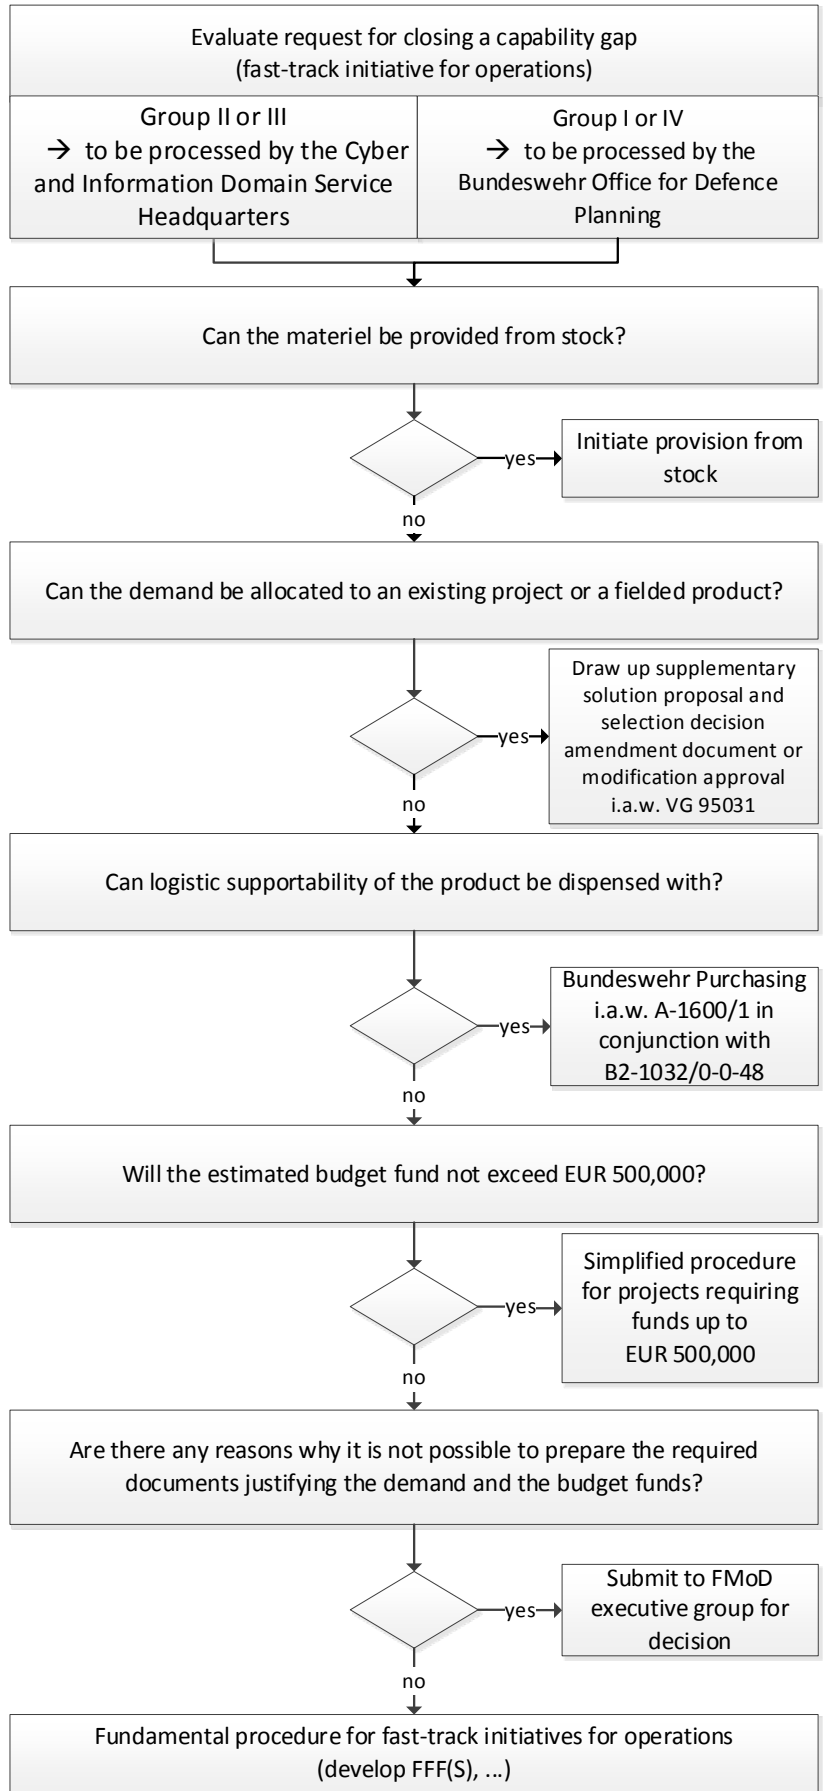 Evaluate request for closing a capability gap
(fast-track initiative for operations)
Group II or III
→ to be processed by the Cyber
and Information Domain Service
Headquarters
Group I or IV
→ to be processed by the
Bundeswehr Office for Defence
Planning
Can the materiel be provided from stock?
yes
Initiate provision from
stock
no
Can the demand be allocated to an existing project or a fielded product?
yes
Draw up supplementary
solution proposal and
selection decision
amendment document or
modification approval
i.a.w. VG 95031
no
Can logistic supportability of the product be dispensed with?
yes
Bundeswehr Purchasing
i.a.w. A-1600/1 in
conjunction with
B2-1032/0-0-48
no
Will the estimated budget fund not exceed EUR 500,000?
yes
Simplified procedure
for projects requiring
funds up to
EUR 500,000
no
Are there any reasons why it is not possible to prepare the required
documents justifying the demand and the budget funds?
yes
Submit to FMoD
executive group for
decision
no
Fundamental procedure for fast-track initiatives for operations
(develop FFF(S), ...)